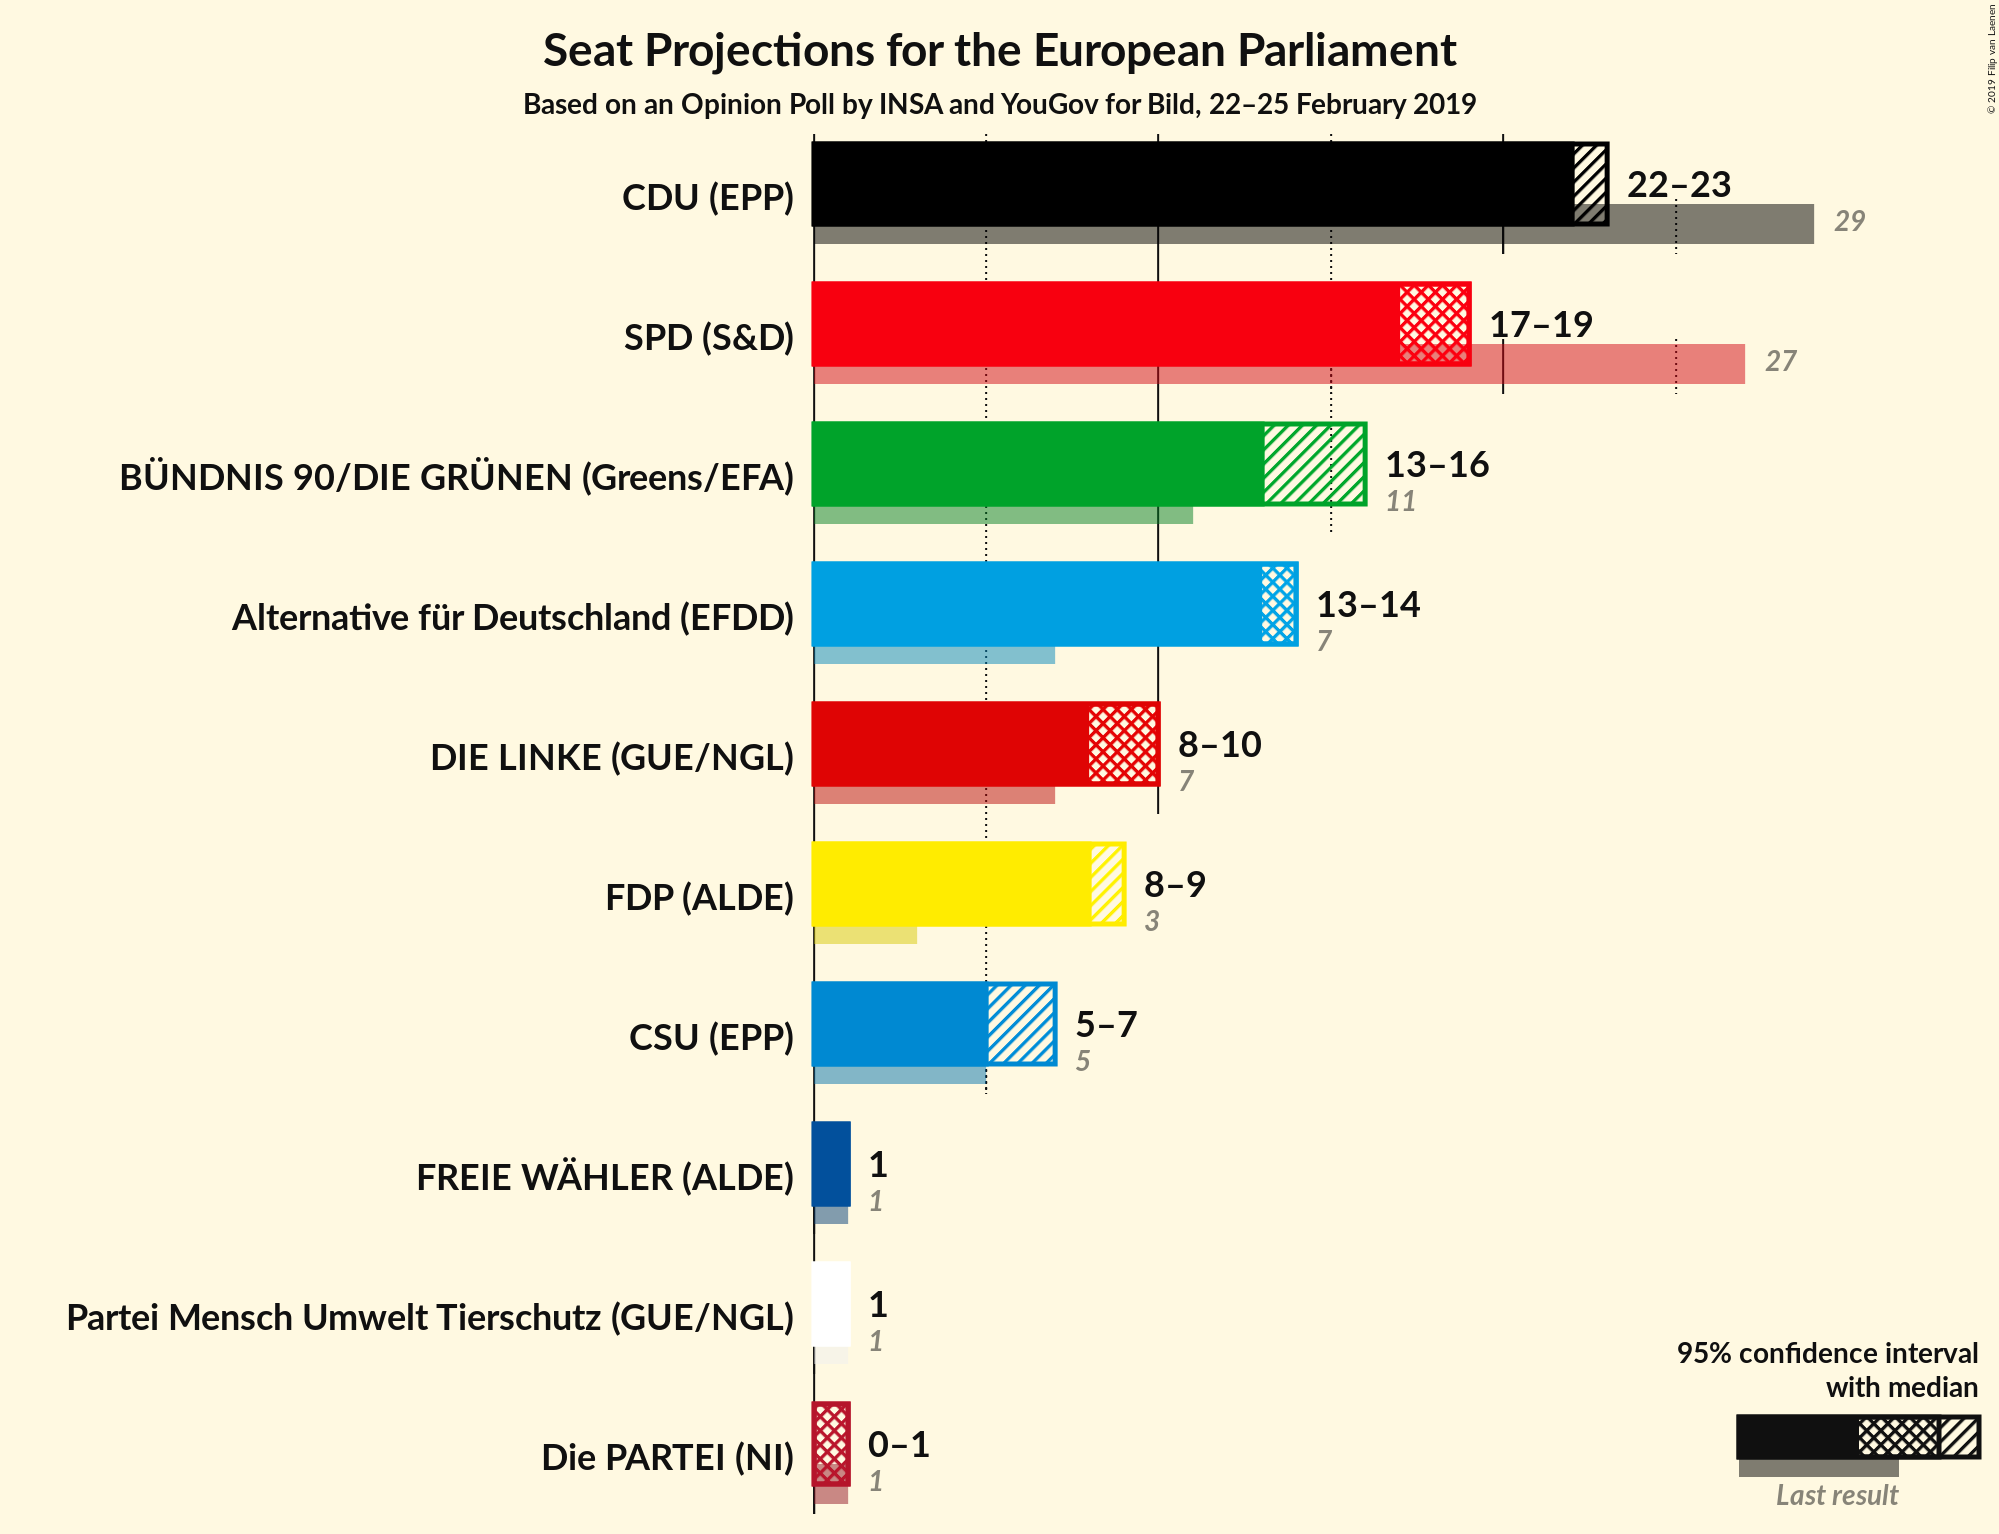 Seat Projections for the European Parliament
Based on an Opinion Poll by INSA and YouGov for Bild, 22–25 February 2019
© 2019 Filip van Laenen
CDU (EPP)
22–23
29
SPD (S&D)
17–19
27
BÜNDNIS 90/DIE GRÜNEN (Greens/EFA)
13–16
11
Alternative für Deutschland (EFDD)
13–14
7
DIE LINKE (GUE/NGL)
8–10
7
FDP (ALDE)
8–9
3
CSU (EPP)
5–7
5
FREIE WÄHLER (ALDE)
1
1
Partei Mensch Umwelt Tierschutz (GUE/NGL)
1
1
Die PARTEI (NI)
0–1
1
95% confidence interval
with median
Last result